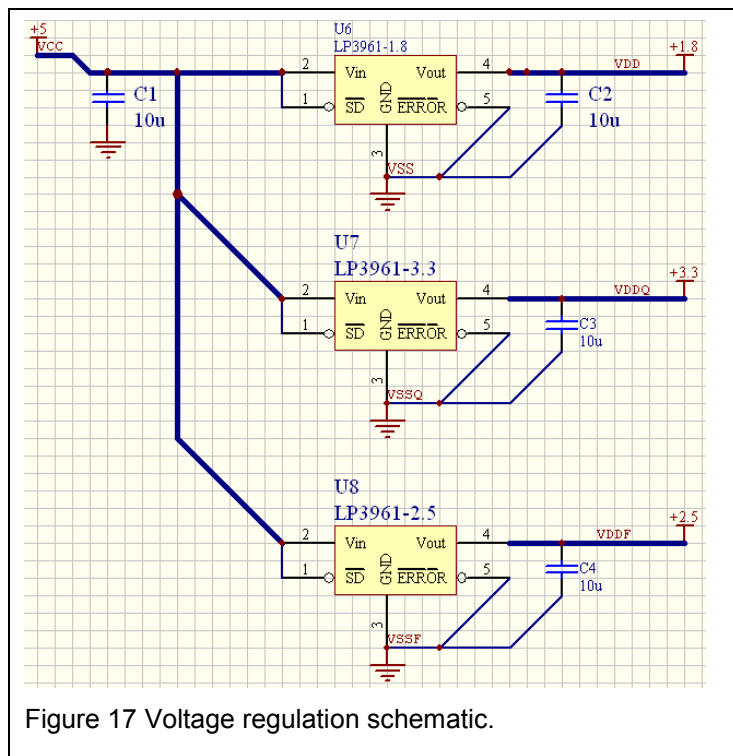 +5
VCC
C1
10u
U6
LP3961-1.8
2 Vin Vout 4
1 SD GND ERROR 5
3
VSS
VDD
+1.8
C2
10u
U7
LP3961-3.3
2 Vin Vout 4
1 SD GND ERROR 5
3
VSSQ
VDDQ
+3.3
C3
10u
U8
LP3961-2.5
2 Vin Vout 4
1 SD GND ERROR 5
3
VSSF
VDDF
+2.5
C4
10u
Figure 17 Voltage regulation schematic.